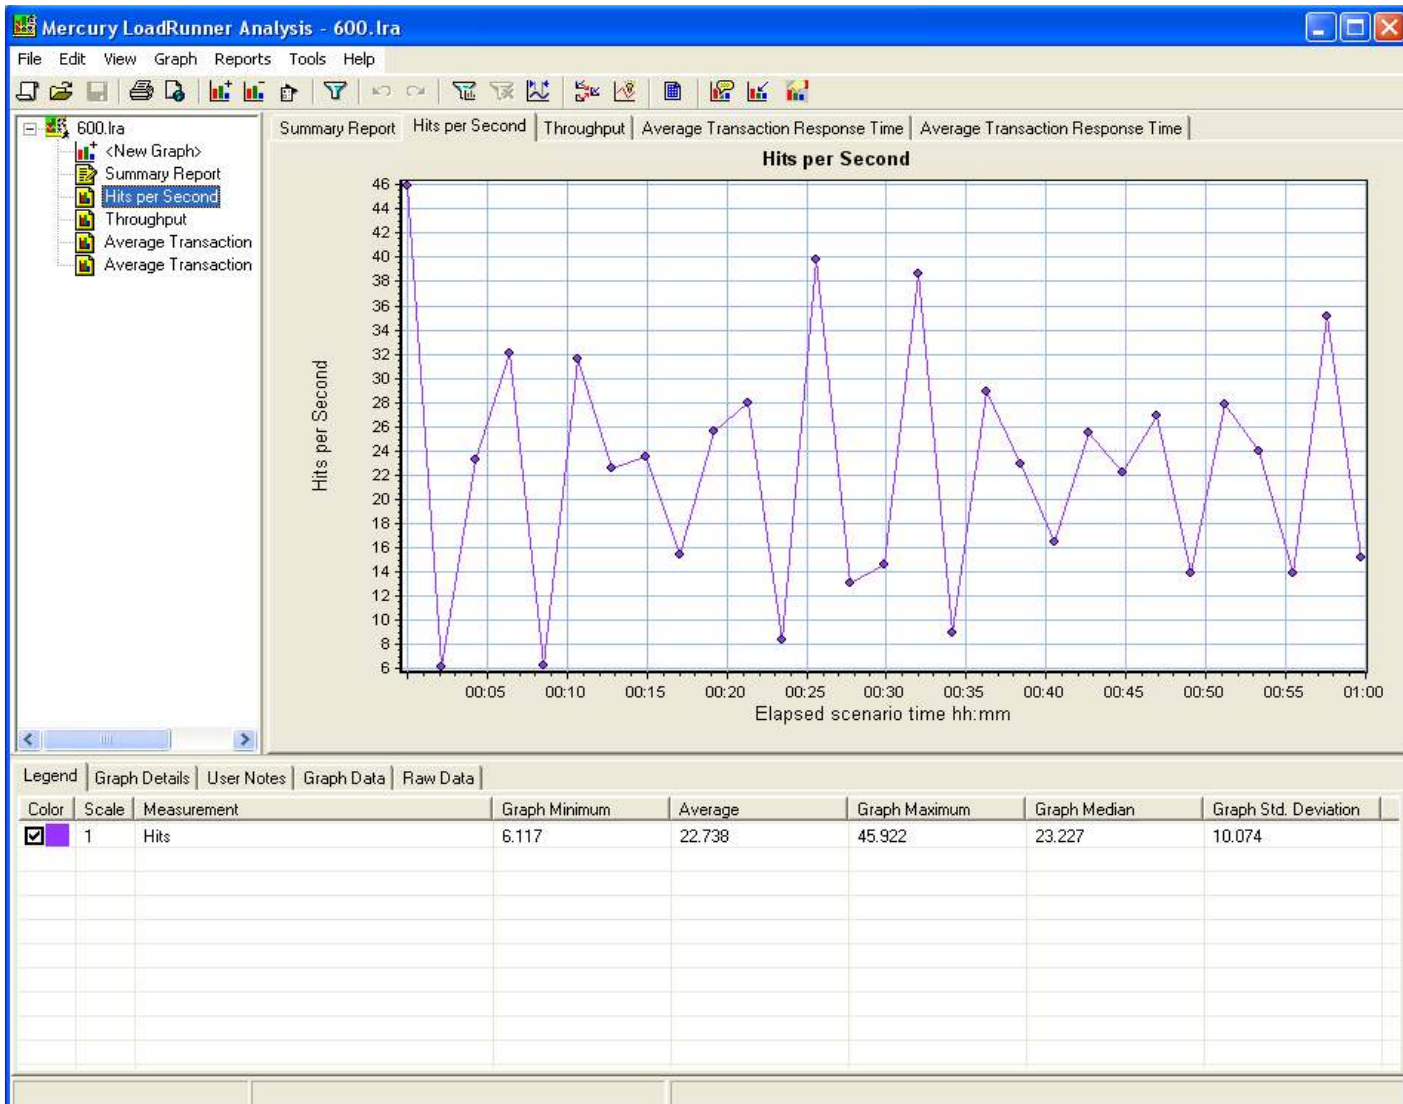 Mercury LoadRunner Analysis - 600.lra
File Edit View Graph Reports Tools Help
600.lra
<New Graph>
Summary Report
Hits per Second
Throughput
Average Transaction
Average Transaction
Summary Report Hits per Second Throughput Average Transaction Response Time Average Transaction Response Time
Hits per Second
46
44
42
40
38
36
34
32
30
28
26
24
22
20
18
16
14
12
10
8
6
Hits per Second
00:05 00:10 00:15 00:20 00:25 00:30 00:35 00:40 00:45 00:50 00:55 01:00
Elapsed scenario time hh:mm
Legend Graph Details User Notes Graph Data Raw Data
Color Scale Measurement Graph Minimum Average Graph Maximum Graph Median Graph Std. Deviation
1 Hits 6.117 22.738 45.922 23.227 10.074